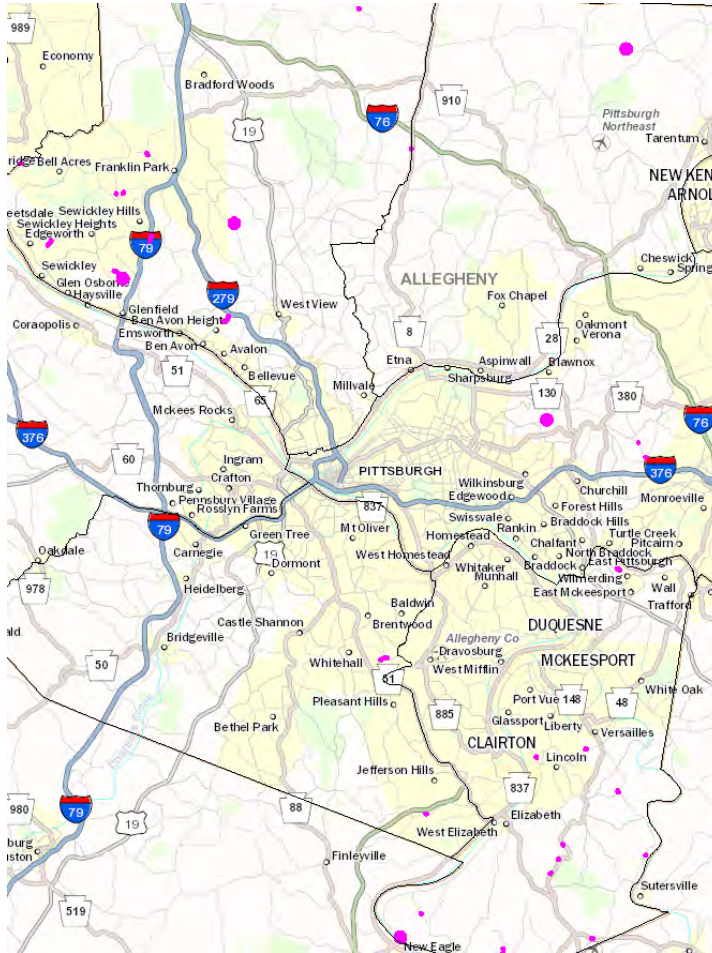 989
Economy
Bradford Woods
19
910
76
Pittsburgh
Northeast
Tarentum
ridge
Bell Acres
Franklin Park
NEW KEN
ARNOL
eetsdale
Sewickley Hills
Sewickley Heights
Edgeworth
79
Cheswick
Spring
Sewickley
Glen Osborne
Haysville
279
ALLEGHENY
Fox Chapel
Glenfield
West View
Coraopolis
Ben Avon Height
Emsworth
Ben Avon
Avalon
8
28
Oakmont
Verona
51
Bellevue
Etna
Aspinwall
Sharpsburg
Blawnox
Millvale
65
130
380
Mckees Rocks
376
76
60
Ingram
Crafton
PITTSBURGH
376
Thornburg
Pennsbury Village
Rosslyn Farms
Wilkinsburg
Edgewood
Churchill
Monroeville
837
Forest Hills
79
Green Tree
Mt Oliver
Swissvale
Rankin
Braddock Hills
Carnegie
19
West Homestead
Homestead
Chalfant
Turtle Creek
Pitcairn
Oakdale
Dormont
Whitaker
Braddock
North Braddock
East Pittsburgh
978
Heidelberg
Munhall
Wilmerding
Wall
East Mckeesport
Trafford
Baldwin
Brentwood
ald
Castle Shannon
Allegheny Co
DUQUESNE
Bridgeville
50
Whitehall
Dravosburg
West Mifflin
MCKEESPORT
51
White Oak
Pleasant Hills
Port Vue
148
48
885
Glassport
Liberty
Bethel Park
Versailles
CLAIRTON
Lincoln
Jefferson Hills
837
980
79
19
88
West Elizabeth
Elizabeth
burg
uston
Finleyville
519
Sutersville
New Eagle